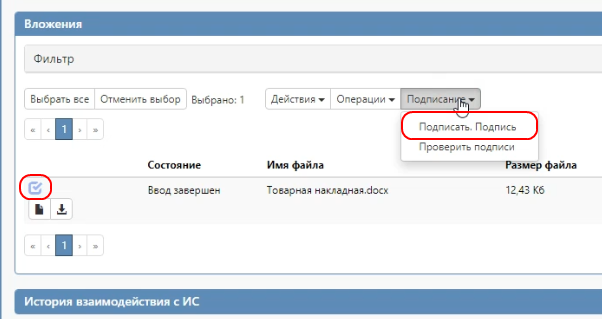 Вложения
Фильтр
Выбрать все Отменить выбор Выбрано: 1 Действия Операции Подписание
« ‹ 1 › »
Подписать. Подпись
Проверить подписи
Состояние Имя файла Размер файла
Ввод завершен Товарная накладная.docx 12,43 Кб
« ‹ 1 › »
История взаимодействия с ИС